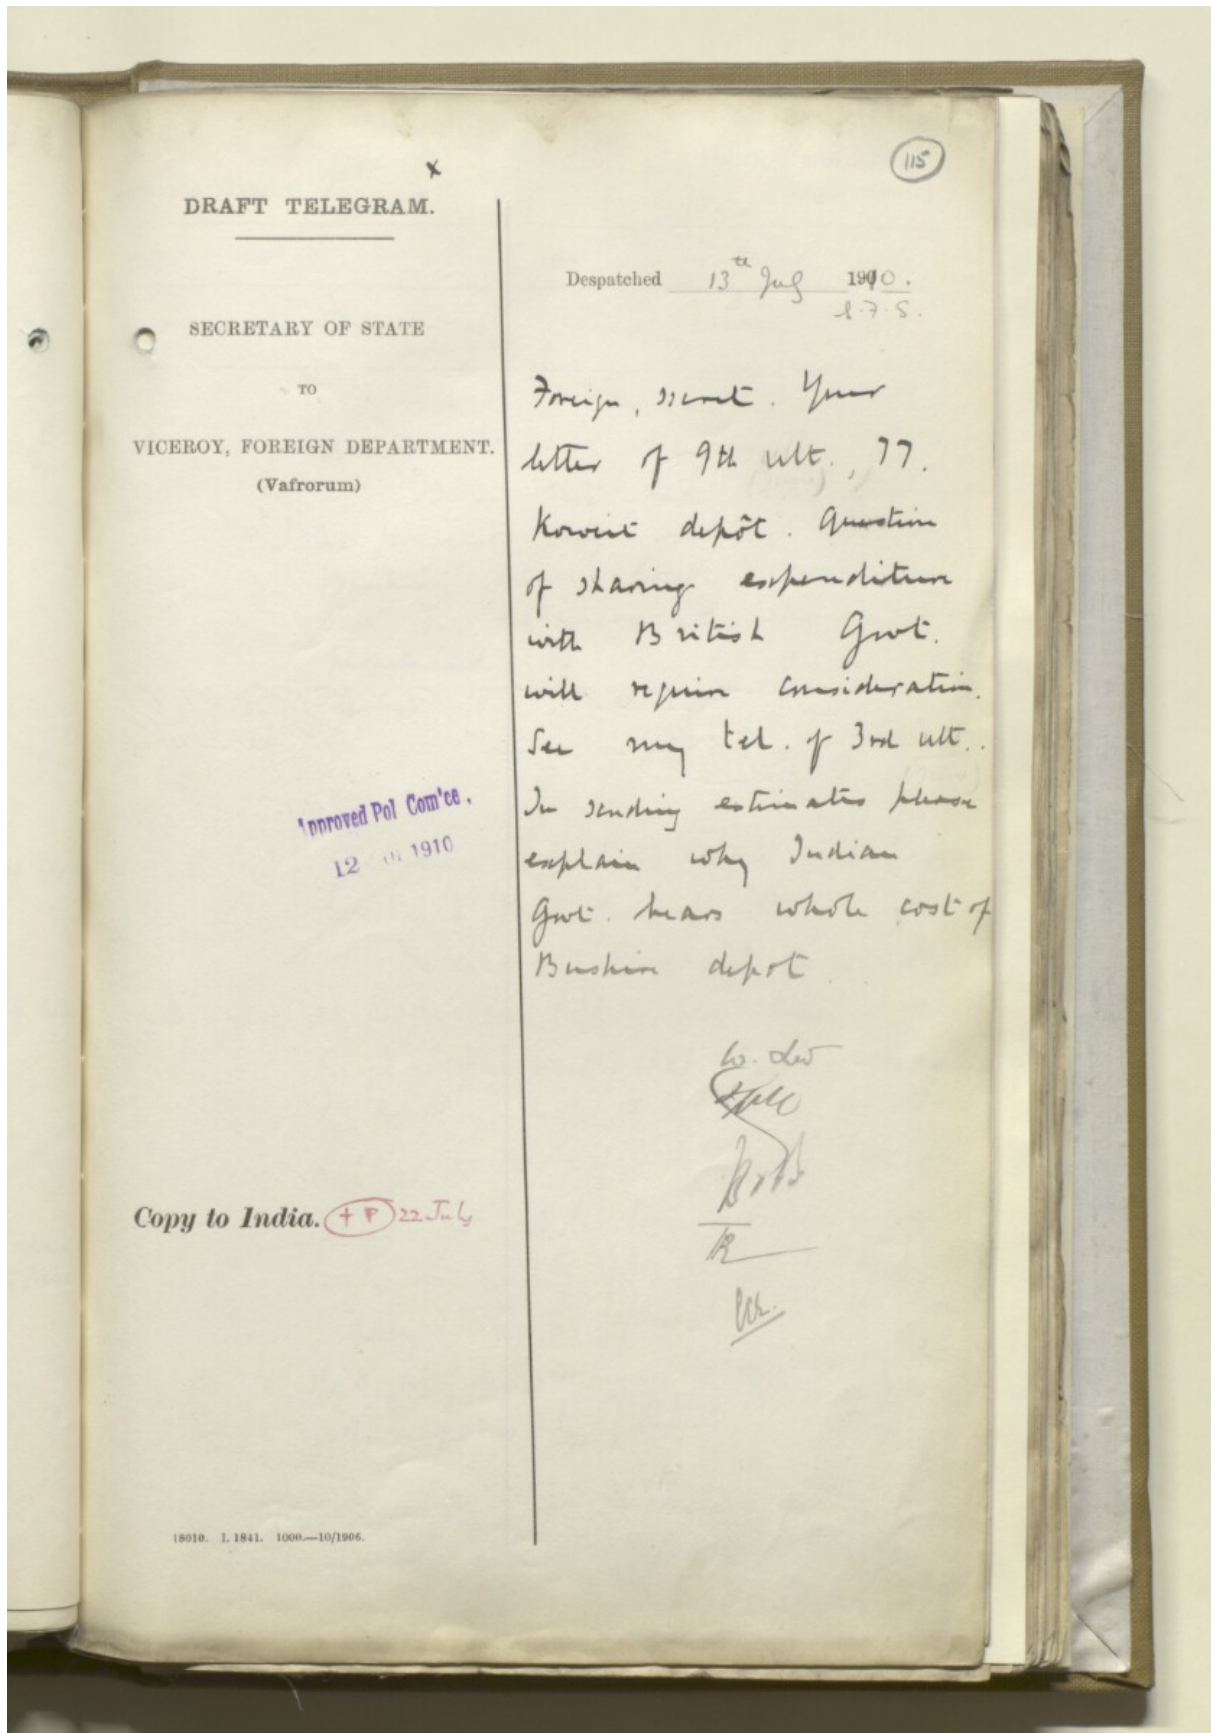 115
x
DRAFT TELEGRAM.
SECRETARY OF STATE
TO
VICEROY, FOREIGN DEPARTMENT.
(Vafrorum)
Despatched 13th July 1910.
Foreign, secret. Your
letter of 9th ult., 77.
Koweit depôt. Question
of sharing expenditure
with British Govt.
will require consideration.
See my tel. of 3rd ult..
In sending estimates please
explain why Indian
Govt. bears whole cost of
Bushire depot
Approved Pol Com'ce.
12 1910
Copy to India. + P 22 July
18010. I. 1841. 1000.—10/1906.